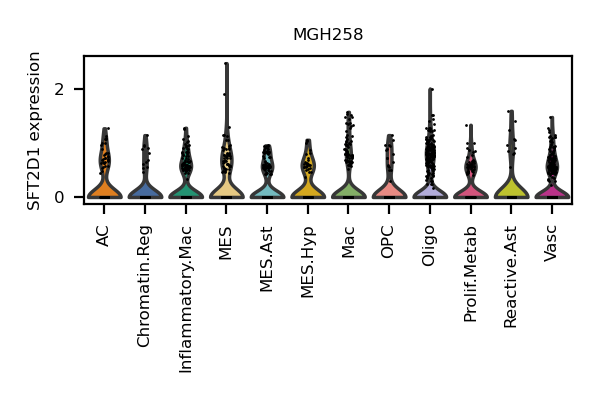 MGH258
SFT2D1 expression
2
0
AC
Chromatin.Reg
Inflammatory.Mac
MES
MES.Ast
MES.Hyp
Mac
OPC
Oligo
Prolif.Metab
Reactive.Ast
Vasc